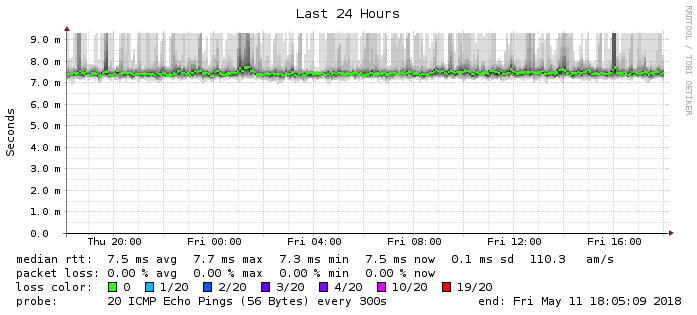 Last 24 Hours
RRDTOOL / TOBI OETIKER
Seconds
9.0 m
8.0 m
7.0 m
6.0 m
5.0 m
4.0 m
3.0 m
2.0 m
1.0 m
0.0
Thu 20:00 Fri 00:00 Fri 04:00 Fri 08:00 Fri 12:00 Fri 16:00
median rtt: 7.5 ms avg 7.7 ms max 7.3 ms min 7.5 ms now 0.1 ms sd 110.3 am/s
packet loss: 0.00 % avg 0.00 % max 0.00 % min 0.00 % now
loss color: 0 1/20 2/20 3/20 4/20 10/20 19/20
probe: 20 ICMP Echo Pings (56 Bytes) every 300s end: Fri May 11 18:05:09 2018